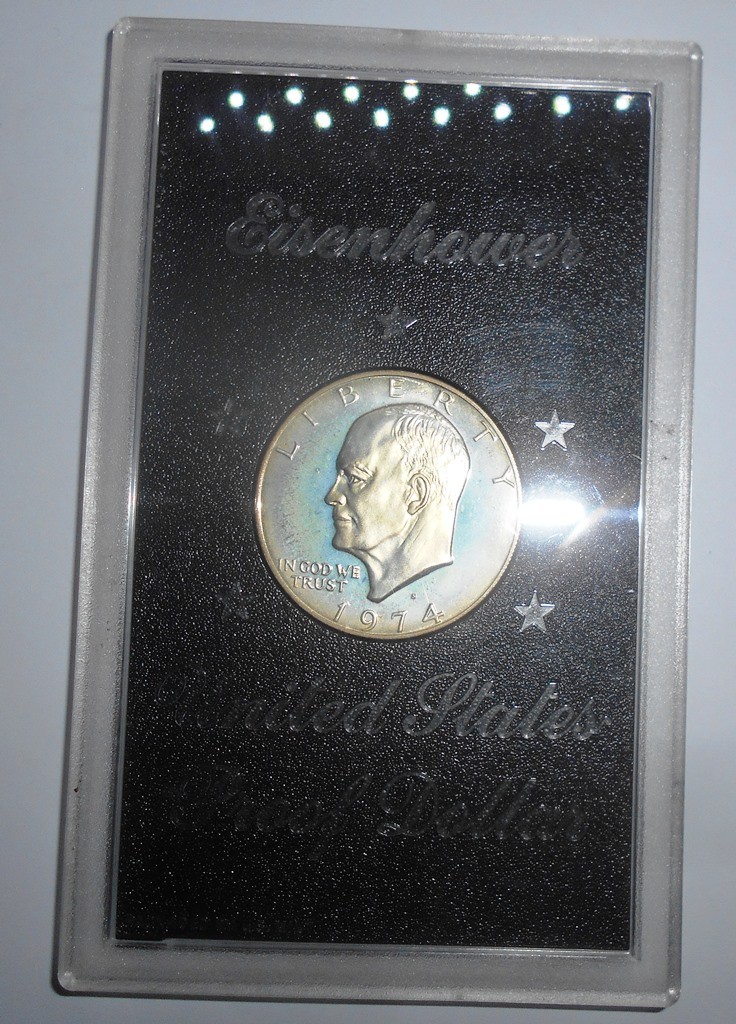 Eisenhower
LIBERTY
IN GOD WE
TRUST
S
1974
United States
Proof Dollar